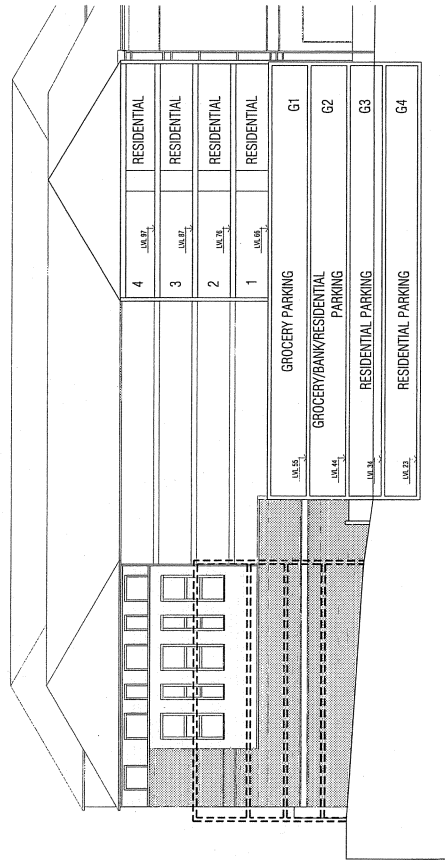 4 LVL 97 RESIDENTIAL
3 LVL 87 RESIDENTIAL
2 LVL 76 RESIDENTIAL
1 LVL 66 RESIDENTIAL
LVL 55 GROCERY PARKING G1
LVL 44 GROCERY/BANK/RESIDENTIAL
PARKING G2
LVL 34 RESIDENTIAL PARKING G3
LVL 23 RESIDENTIAL PARKING G4